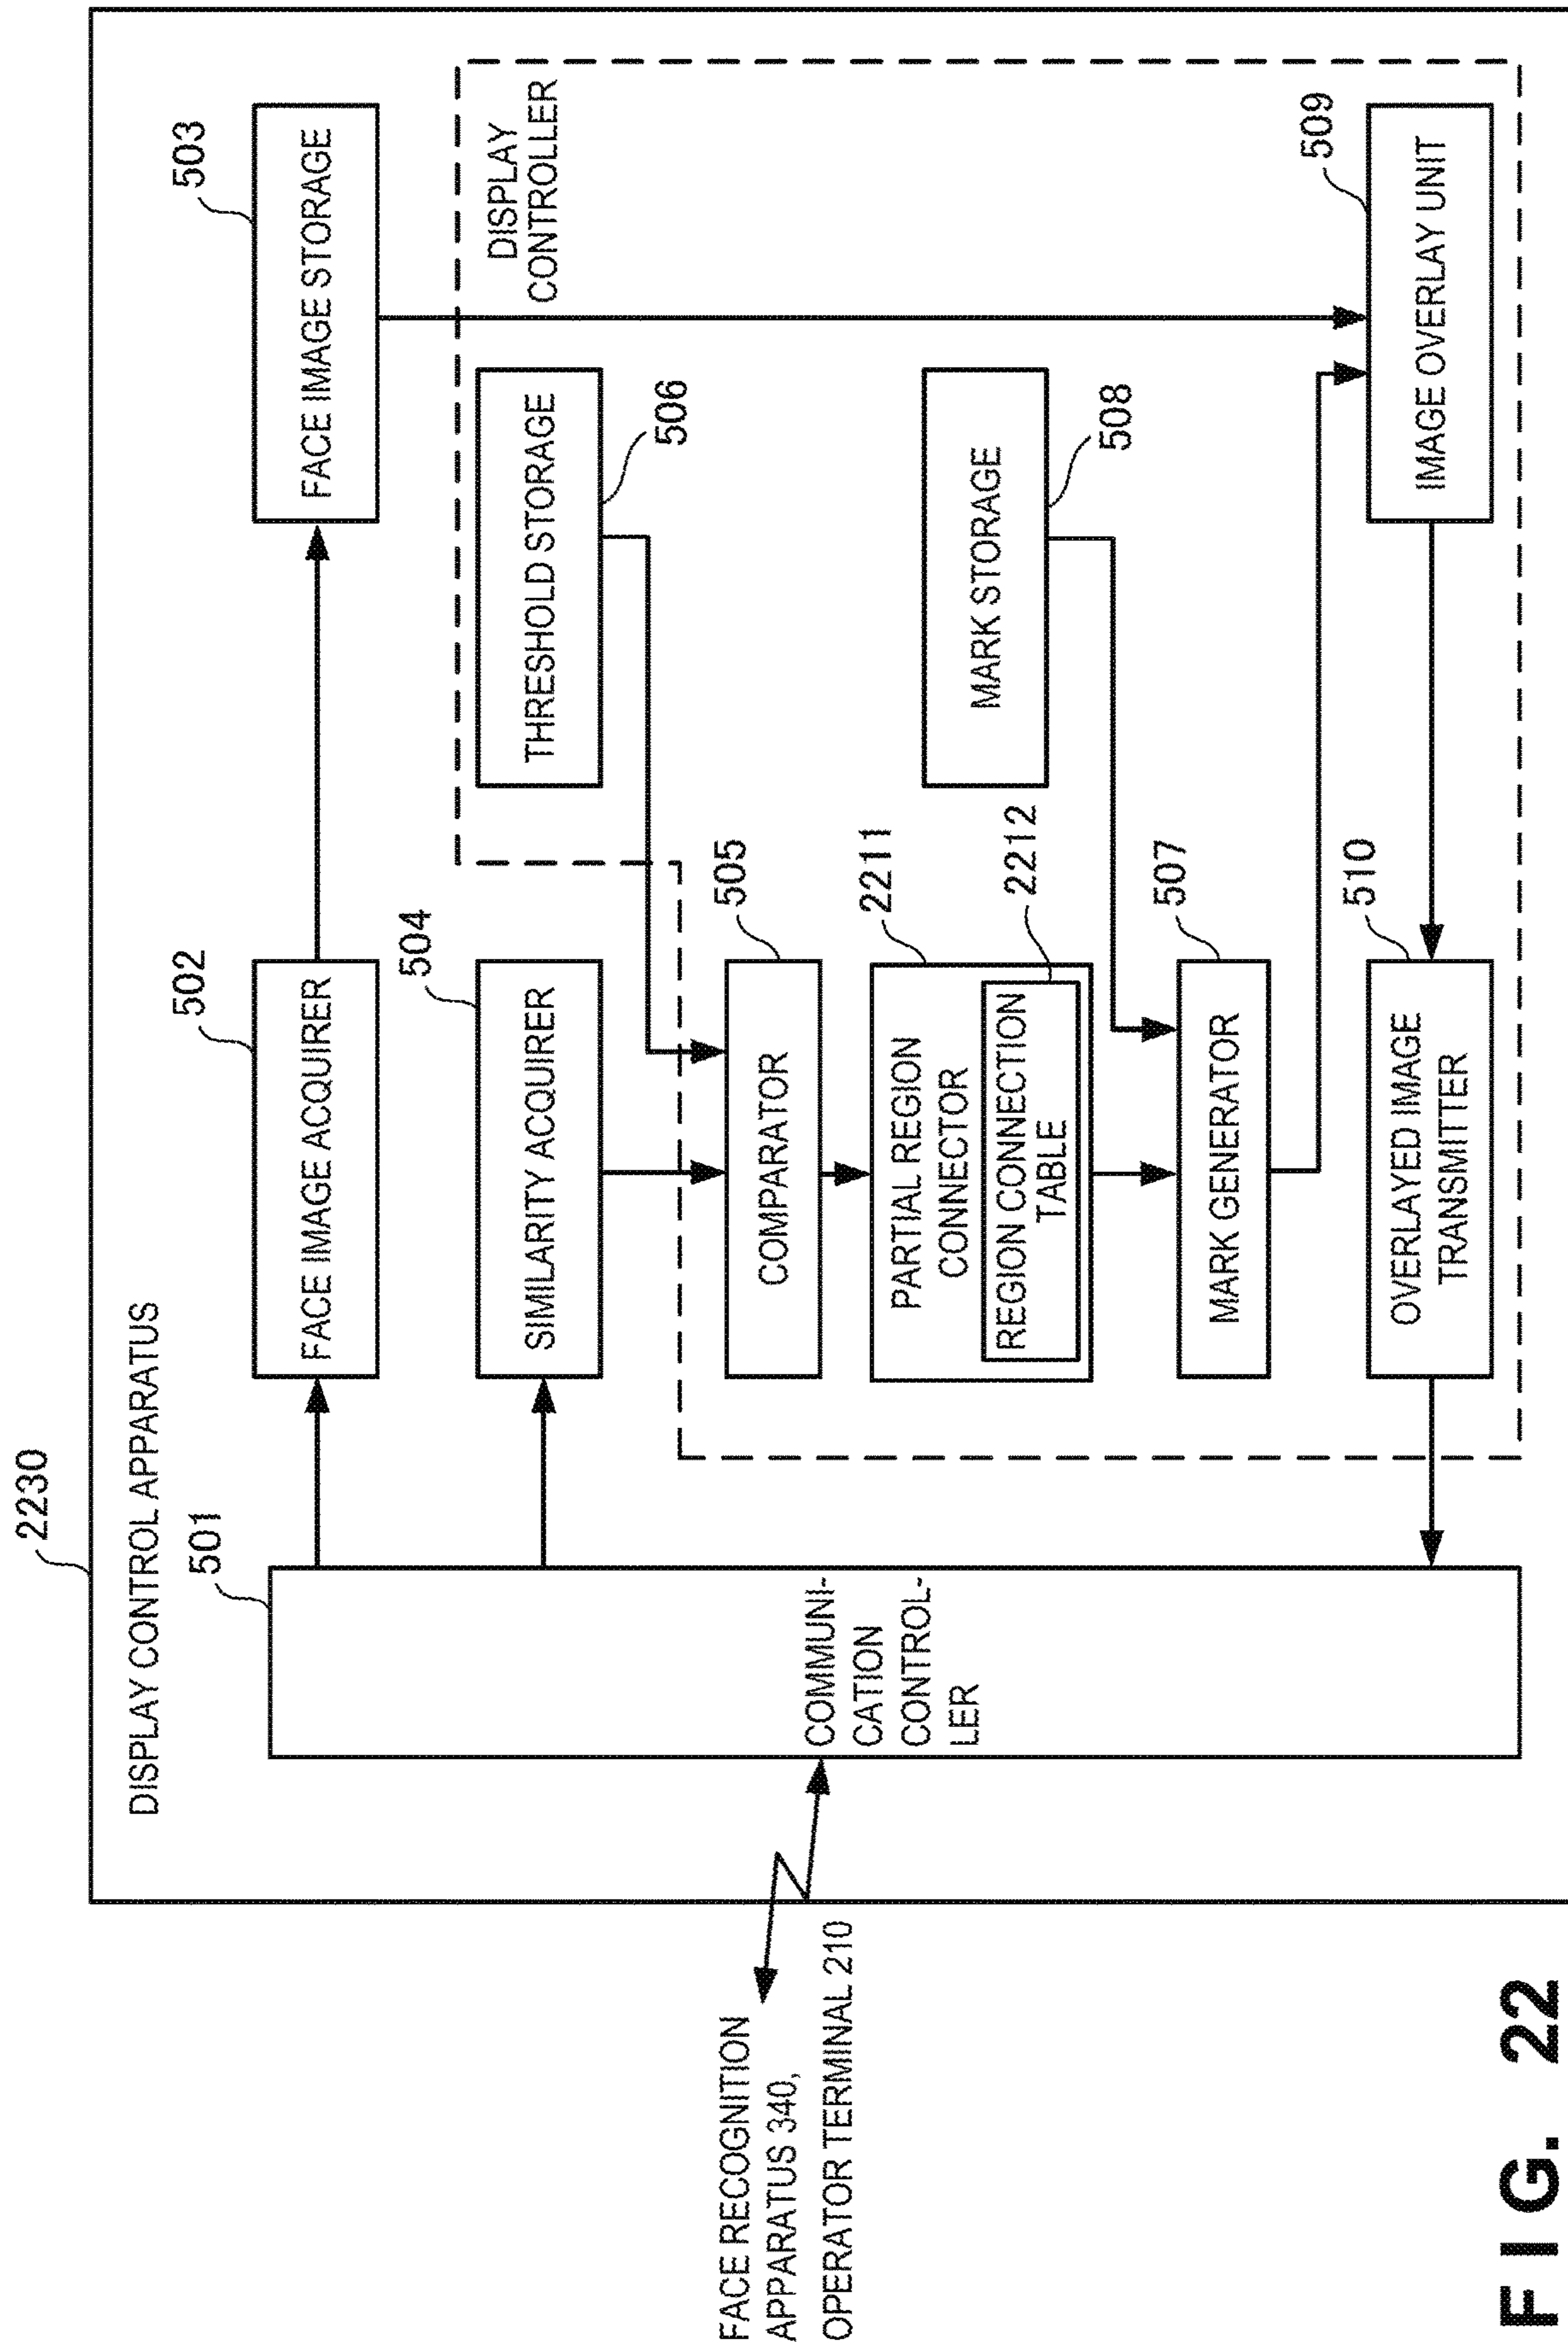 2230
DISPLAY CONTROL APPARATUS
501
COMMUNI-
CATION
CONTROL-
LER
FACE RECOGNITION
APPARATUS 340,
OPERATOR TERMINAL 210
502
FACE IMAGE ACQUIRER
503
FACE IMAGE STORAGE
504
SIMILARITY ACQUIRER
THRESHOLD STORAGE
506
DISPLAY
CONTROLLER
505
COMPARATOR
2211
PARTIAL REGION
CONNECTOR
2212
REGION CONNECTION
TABLE
MARK STORAGE
508
507
MARK GENERATOR
510
OVERLAYED IMAGE
TRANSMITTER
509
IMAGE OVERLAY UNIT
FIG. 22